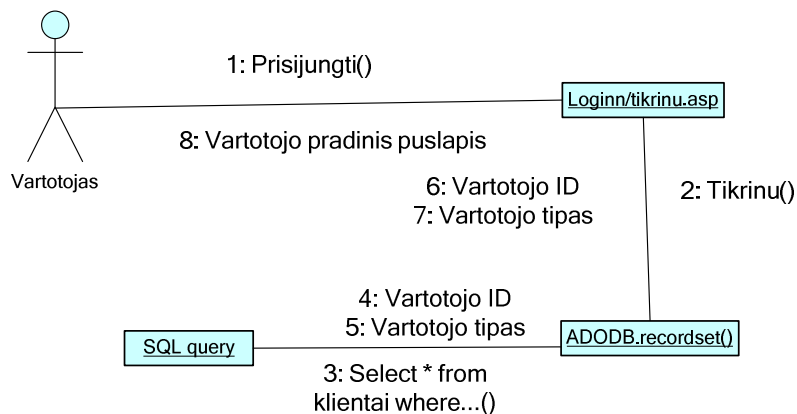 1: Prisijungti()
Loginn/tikrinu.asp
8: Vartotojo pradinis puslapis
Vartotojas
6: Vartotojo ID
7: Vartotojo tipas
2: Tikrinu()
4: Vartotojo ID
5: Vartotojo tipas
SQL query
ADODB.recordset()
3: Select * from
klientai where...()